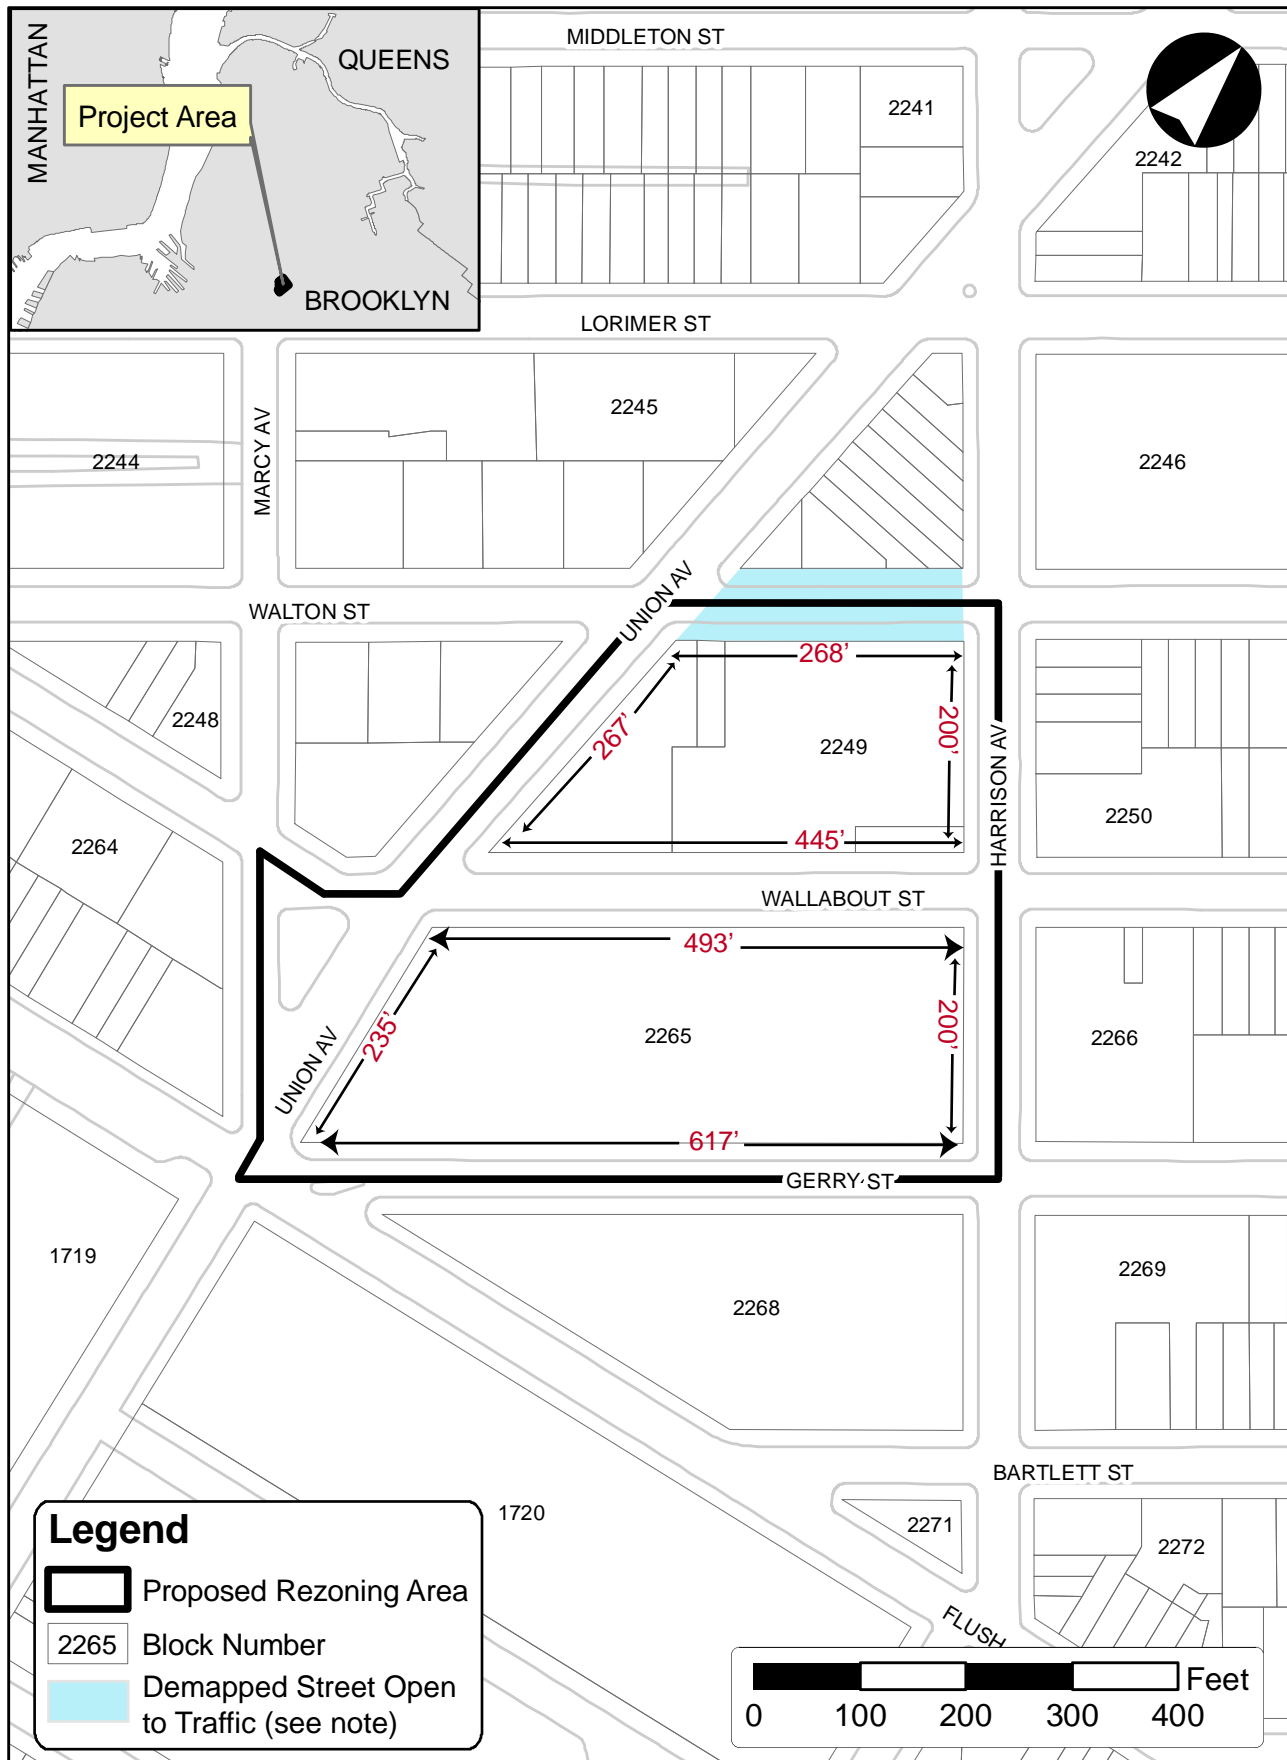 MANHATTAN
QUEENS
Project Area
BROOKLYN
MIDDLETON ST
2241
2242
LORIMER ST
2245
2244
MARCY AV
2246
WALTON ST
UNION AV
268'
2248
267'
2249
200'
HARRISON AV
2250
2264
445'
WALLABOUT ST
493'
235'
2265
200'
2266
UNION AV
617'
GERRY ST
1719
2268
2269
BARTLETT ST
1720
2271
2272
FLUSH
Legend
Proposed Rezoning Area
2265 Block Number
Demapped Street Open
to Traffic (see note)
Feet
0 100 200 300 400